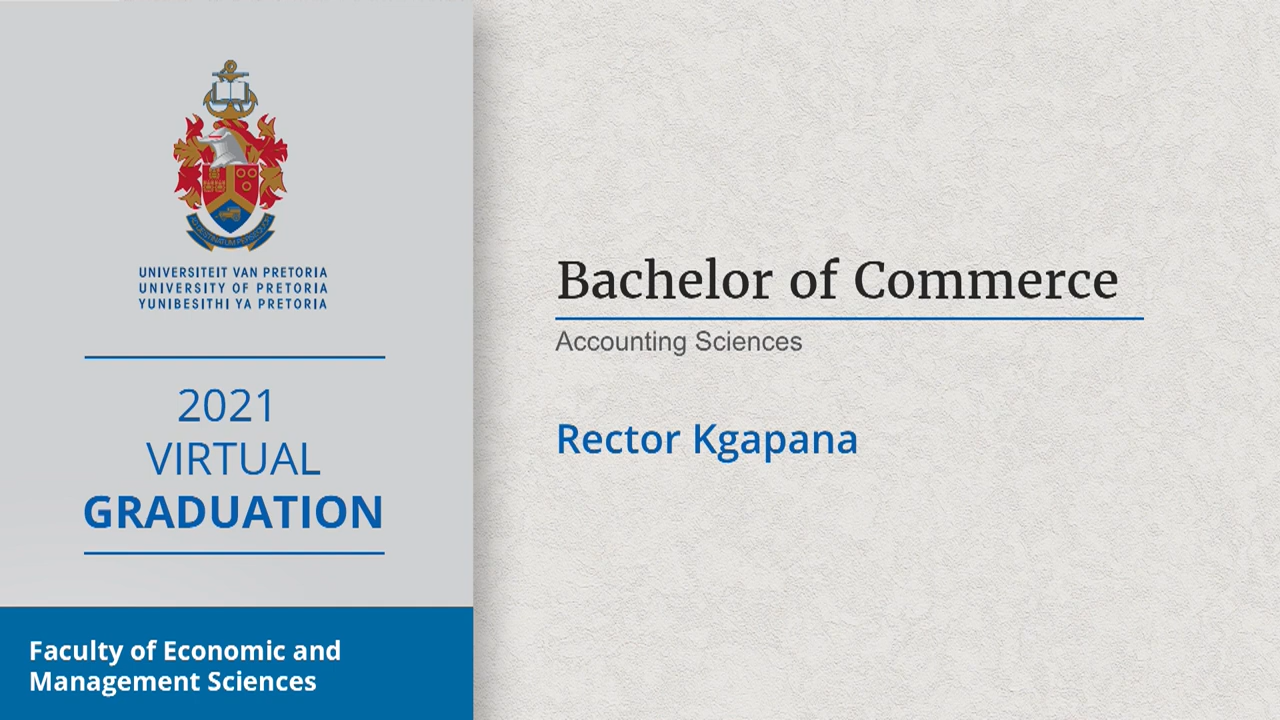 UNIVERSITEIT VAN PRETORIA
UNIVERSITY OF PRETORIA
YUNIBESITHI YA PRETORIA
2021
VIRTUAL
GRADUATION
Faculty of Economic and
Management Sciences
Bachelor of Commerce
Accounting Sciences
Rector Kgapana